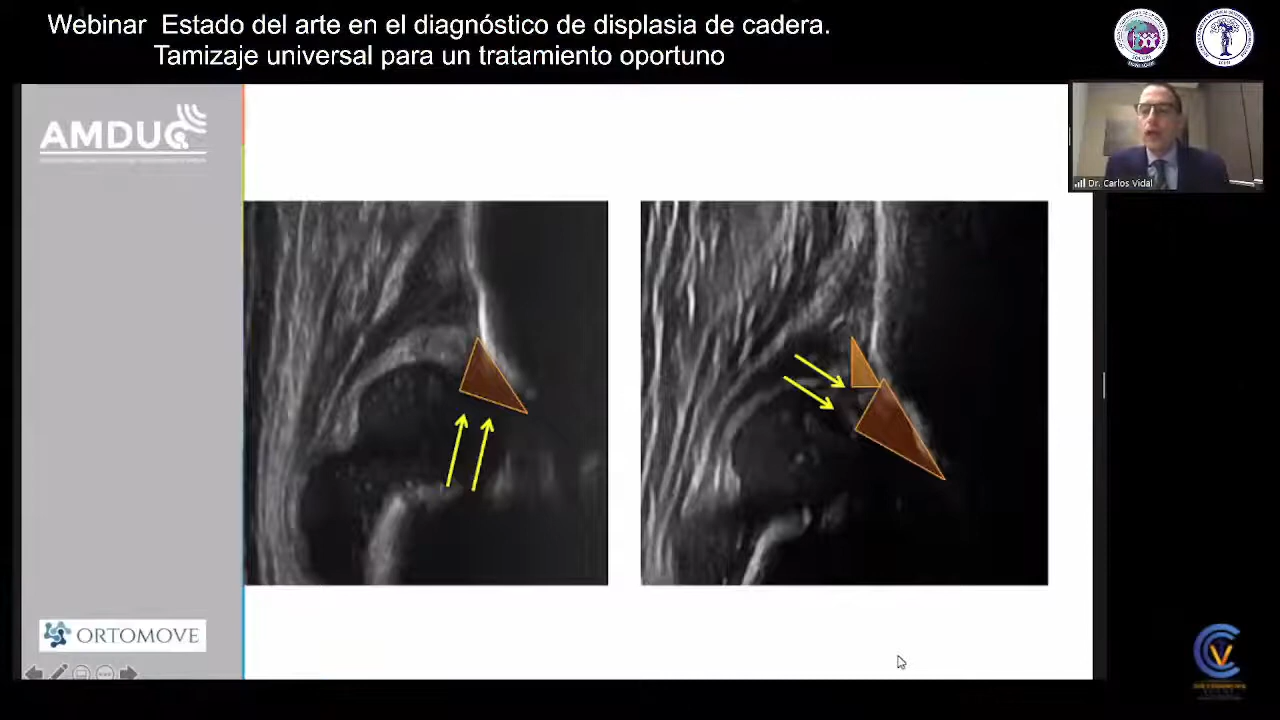 Webinar Estado del arte en el diagnóstico de displasia de cadera.
Tamizaje universal para un tratamiento oportuno
AMDUC
Dr. Carlos Vidal
ORTOMOVE